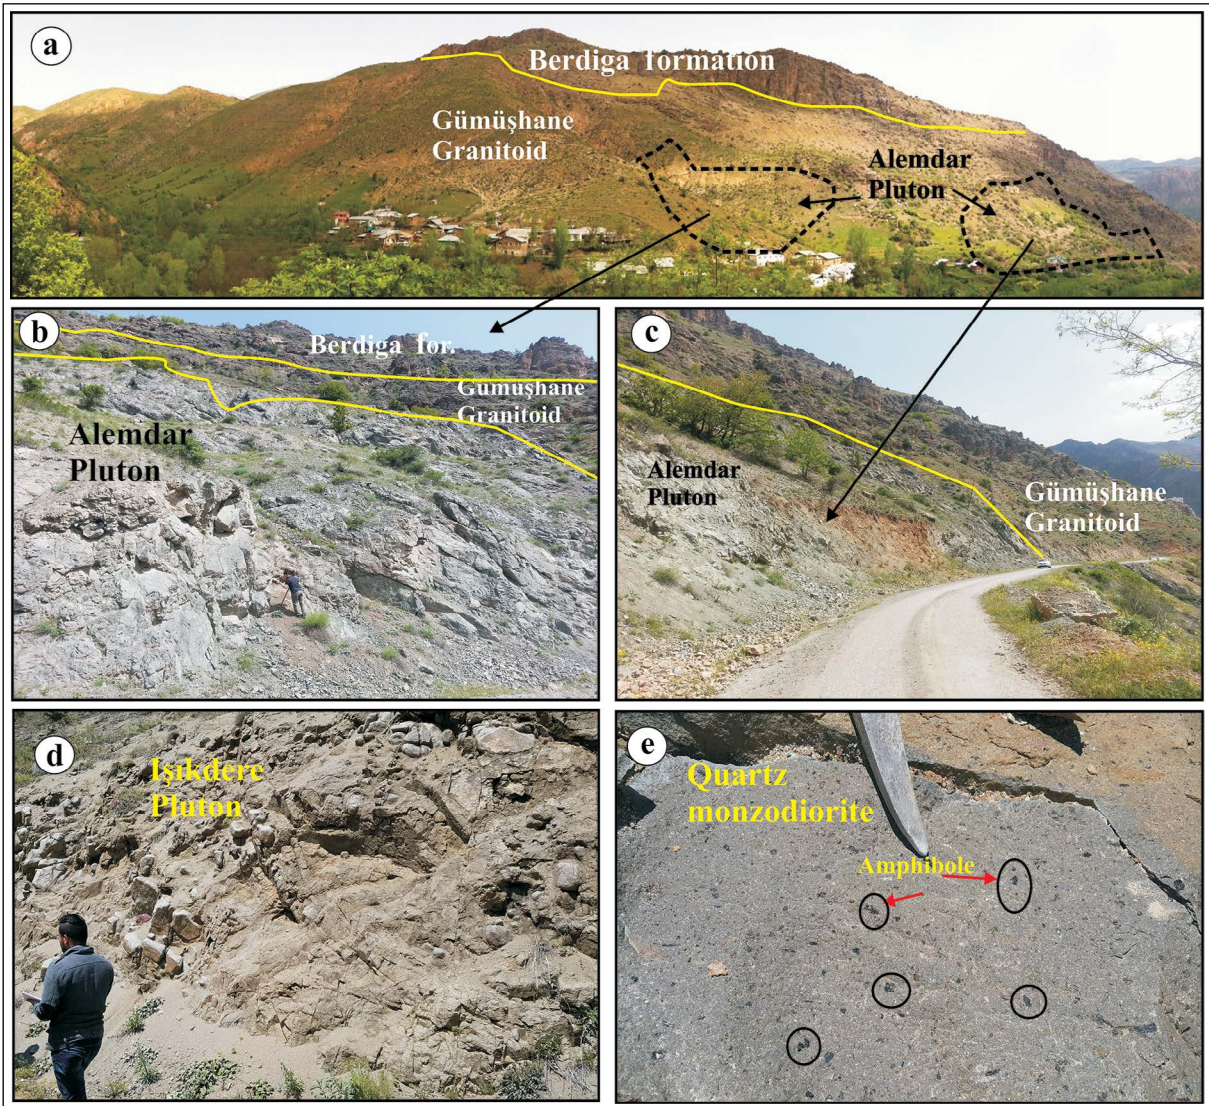 a
Berdiga formation
Gümüşhane
Granitoid
Alemdar
Pluton
b
Berdiga for.
Gümüşhane
Granitoid
Alemdar
Pluton
c
Alemdar
Pluton
Gümüşhane
Granitoid
d
Işıkdere
Pluton
e
Quartz
monzodiorite
Amphibole